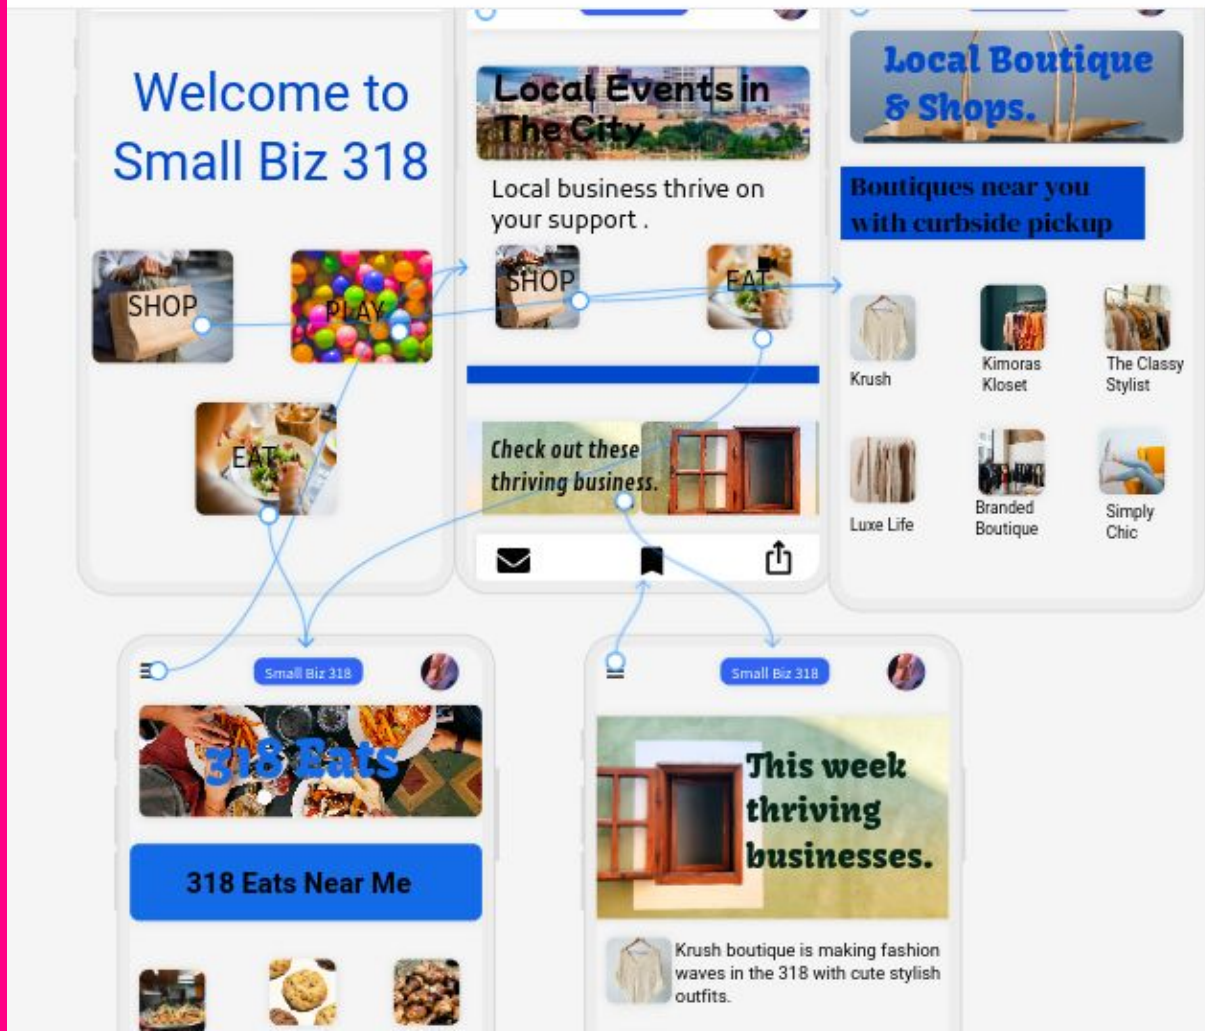 Welcome to
Small Biz 318
SHOP
PLAY
EAT
Local Events in
The City
Local business thrive on
your support .
SHOP
EAT
Check out these
thriving business.
Local Boutique
& Shops.
Boutiques near you
with curbside pickup
Krush
Kimoras
Kloset
The Classy
Stylist
Luxe Life
Branded
Boutique
Simply
Chic
Small Biz 318
318 Eats
318 Eats Near Me
Small Biz 318
This week
thriving
businesses.
Krush boutique is making fashion
waves in the 318 with cute stylish
outfits.